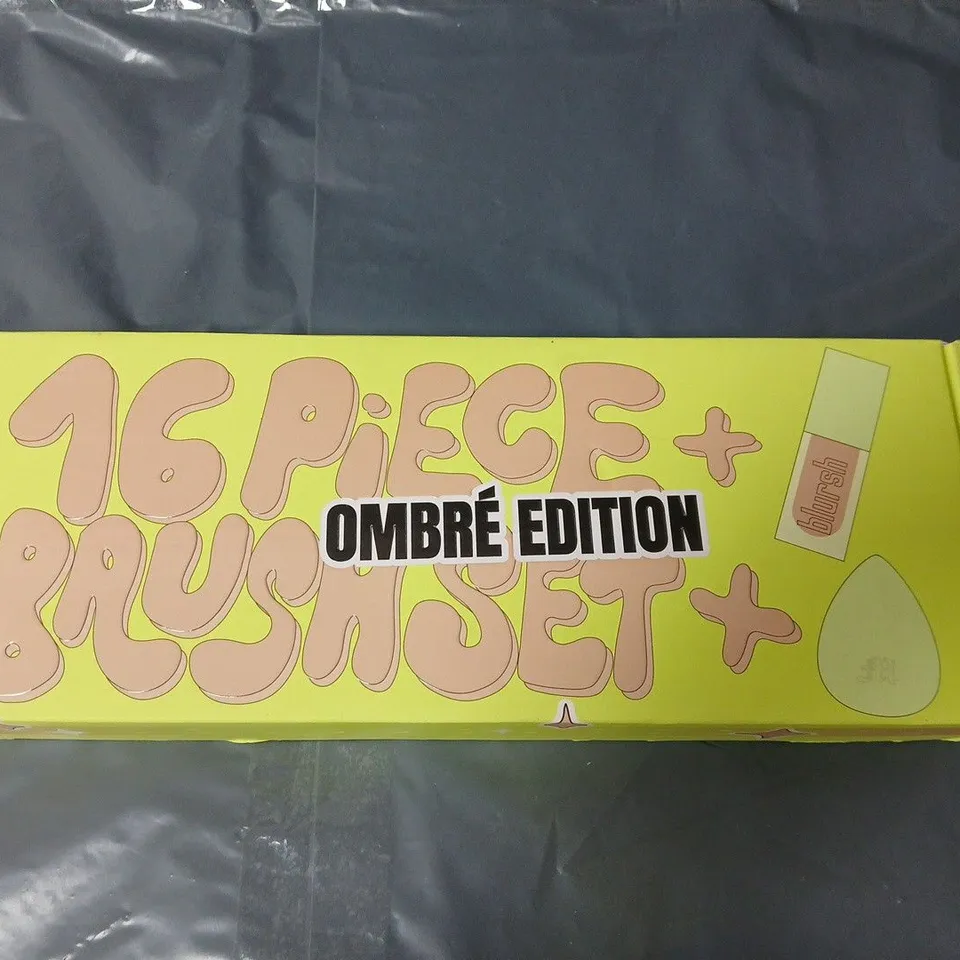 16 PiECE +
OMBRÉ EDITION
BRUSH SET +
blursh